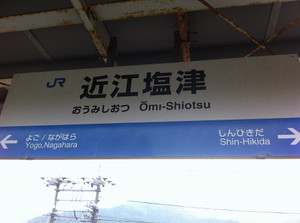 JR 近江塩津
おうみしおつ Ōmi-Shiotsu
よご / ながはら しんひきだ
Yogo,Nagahara Shin-Hikida